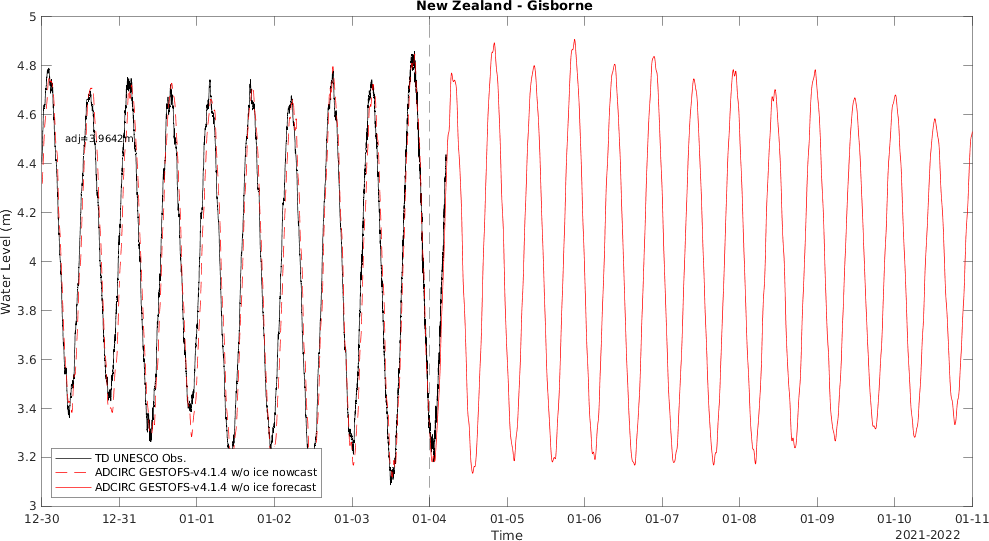 New Zealand - Gisborne
5
4.8
4.6
adj=3.9642m
4.4
4.2
Water Level (m)
4
3.8
3.6
3.4
3.2
3
TD UNESCO Obs.
ADCIRC GESTOFS-v4.1.4 w/o ice nowcast
ADCIRC GESTOFS-v4.1.4 w/o ice forecast
12-30 12-31 01-01 01-02 01-03 01-04 01-05 01-06 01-07 01-08 01-09 01-10 01-11
Time
2021-2022